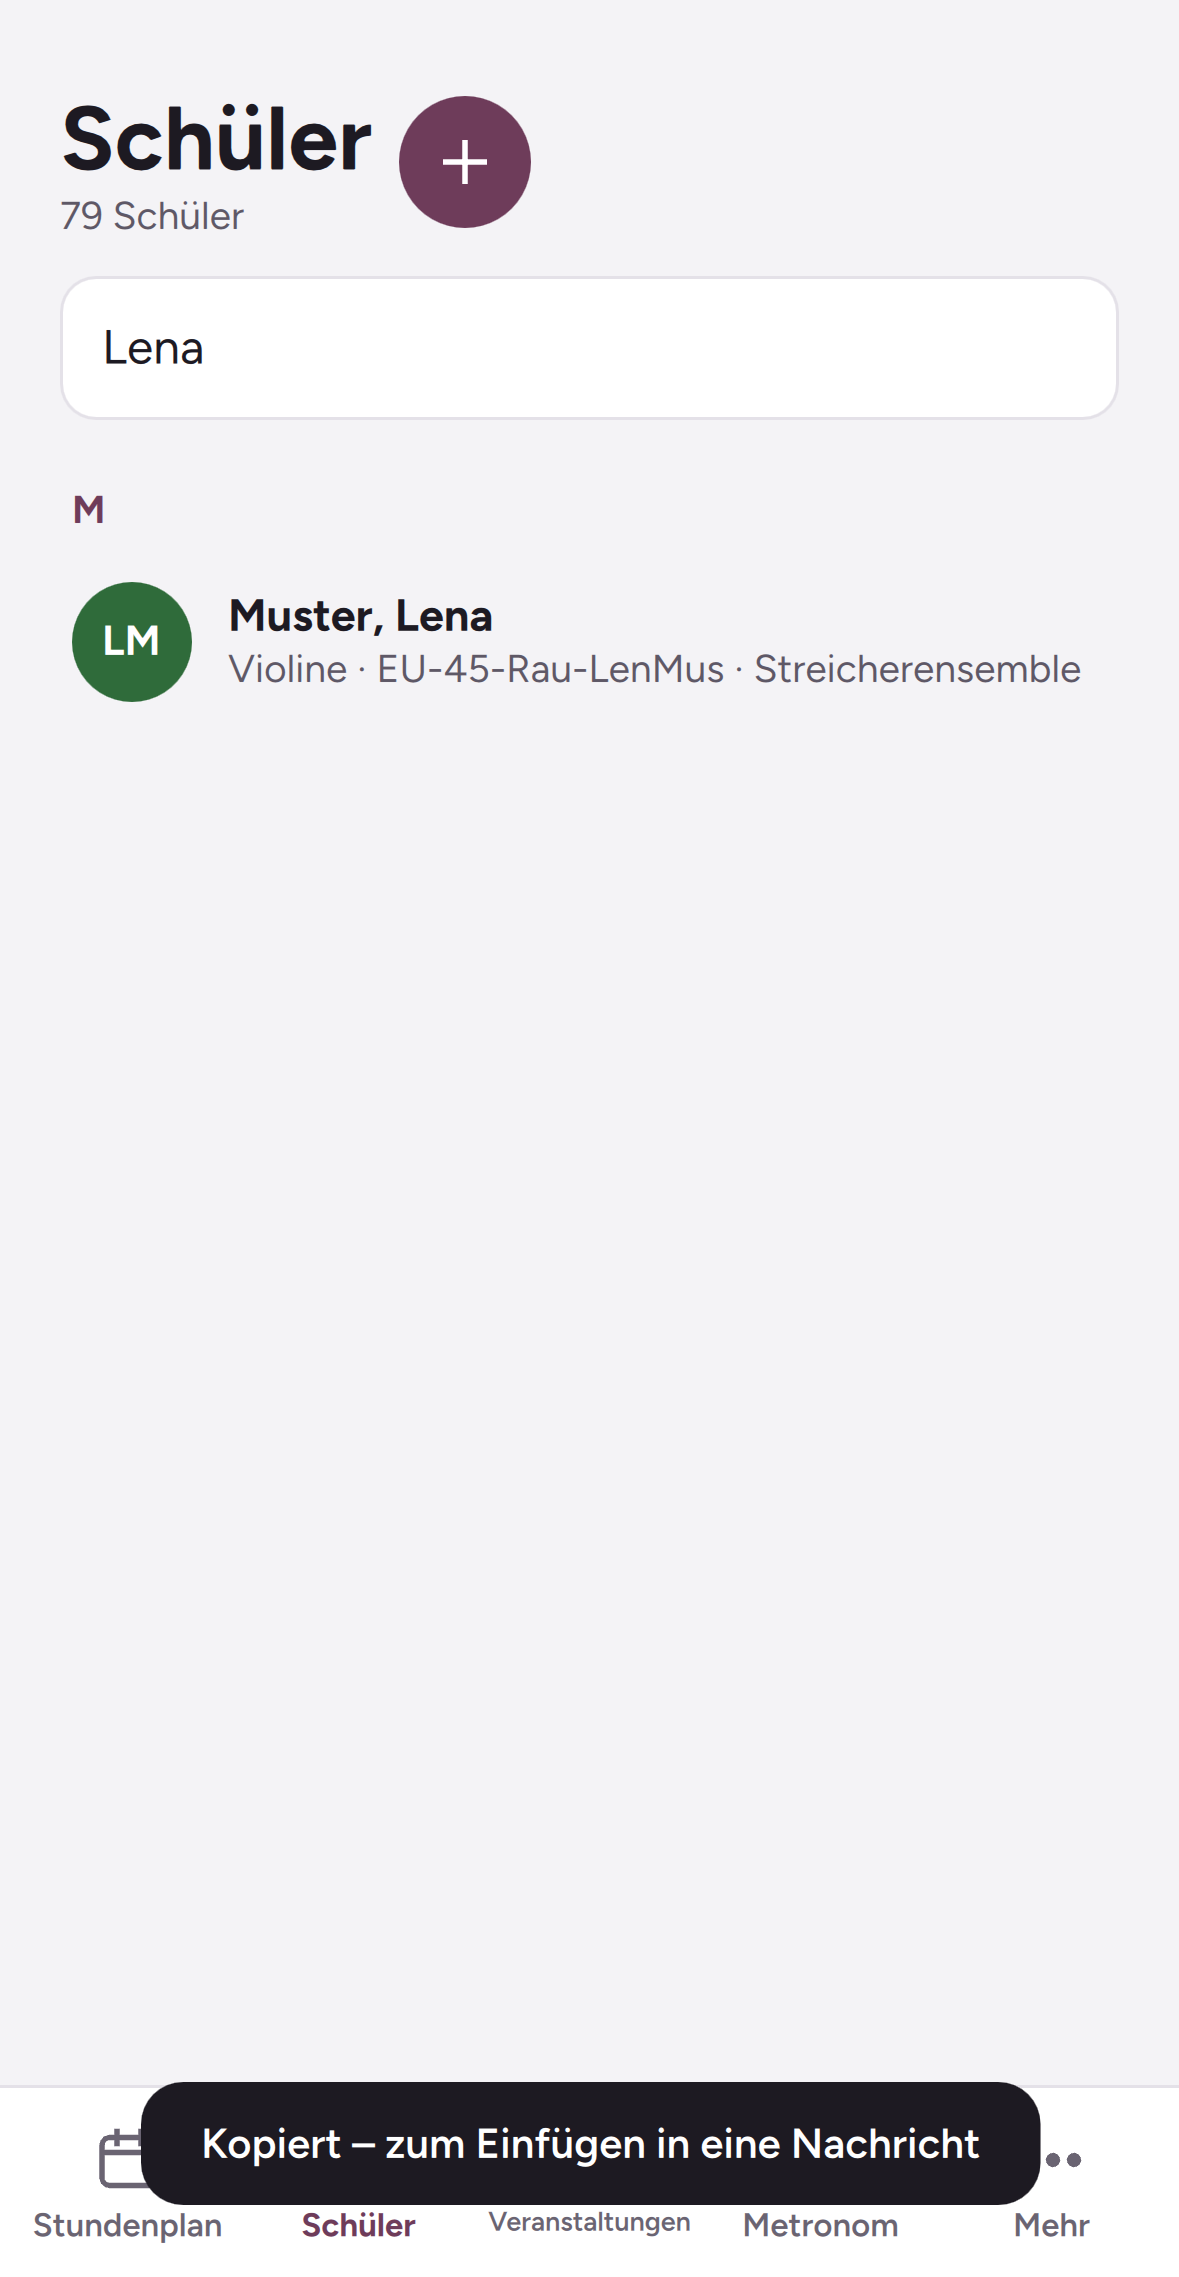 Schüler
79 Schüler
Lena
M
LM
Muster, Lena
Violine · EU-45-Rau-LenMus · Streicherensemble
Kopiert – zum Einfügen in eine Nachricht
Stundenplan
Schüler
Veranstaltungen
Metronom
Mehr